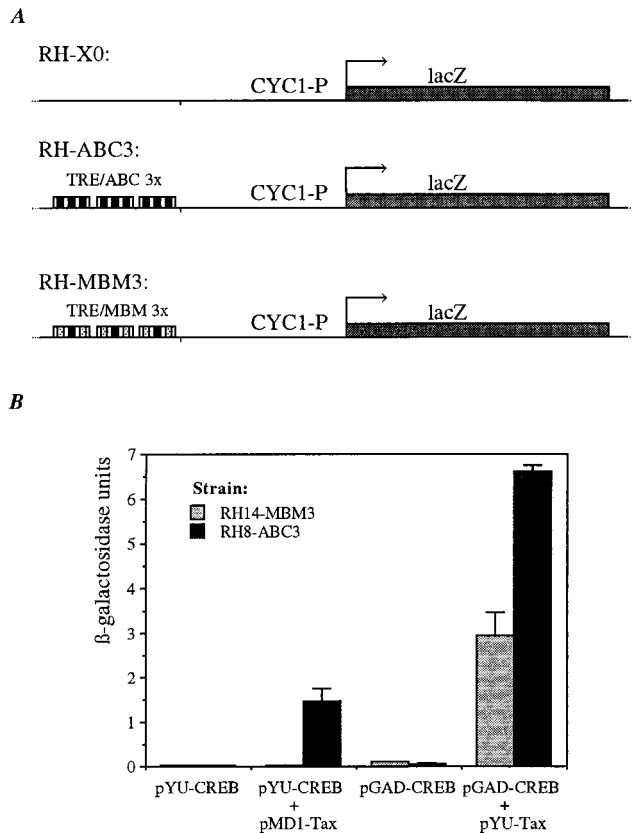 A
RH-X0:
CYC1-P lacZ
RH-ABC3:
TRE/ABC 3x
CYC1-P lacZ
RH-MBM3:
TRE/MBM 3x
CYC1-P lacZ
B
7
6
5
4
3
2
1
0
ß-galactosidase units
Strain:
RH14-MBM3
RH8-ABC3
pYU-CREB
pYU-CREB + pMD1-Tax
pGAD-CREB
pGAD-CREB + pYU-Tax